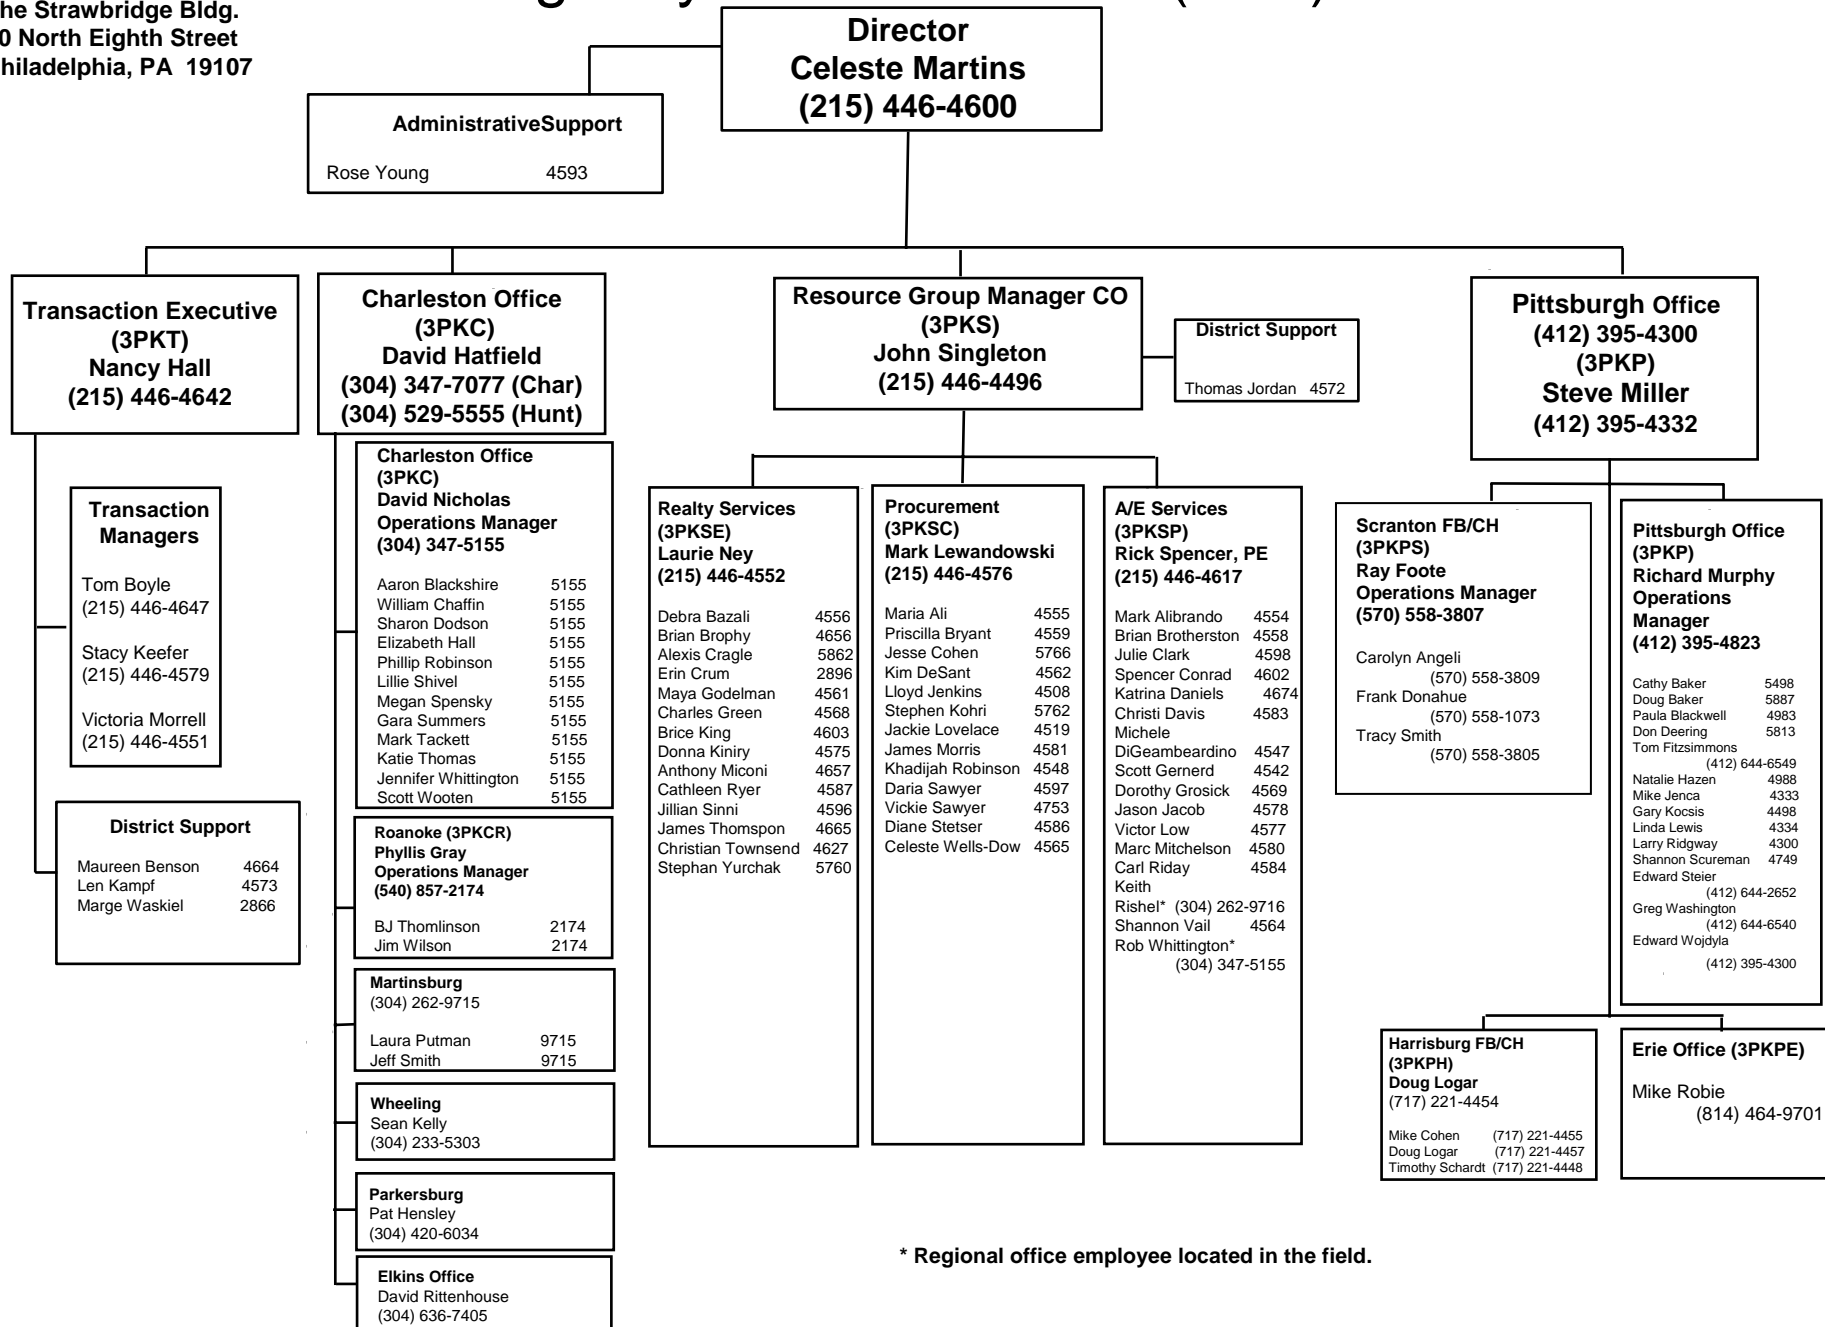 he Strawbridge Bldg.
0 North Eighth Street
hiladelphia, PA  19107
Director
Celeste Martins
(215) 446-4600
AdministrativeSupport
Rose Young 4593
Transaction Executive
(3PKT)
Nancy Hall
(215) 446-4642
Transaction
Managers
Tom Boyle
(215) 446-4647
Stacy Keefer
(215) 446-4579
Victoria Morrell
(215) 446-4551
District Support
Maureen Benson 4664
Len Kampf 4573
Marge Waskiel 2866
Charleston Office
(3PKC)
David Hatfield
(304) 347-7077 (Char)
(304) 529-5555 (Hunt)
Charleston Office
(3PKC)
David Nicholas
Operations Manager
(304) 347-5155
Aaron Blackshire 5155
William Chaffin 5155
Sharon Dodson 5155
Elizabeth Hall 5155
Phillip Robinson 5155
Lillie Shivel 5155
Megan Spensky 5155
Gara Summers 5155
Mark Tackett 5155
Katie Thomas 5155
Jennifer Whittington 5155
Scott Wooten 5155
Roanoke (3PKCR)
Phyllis Gray
Operations Manager
(540) 857-2174
BJ Thomlinson 2174
Jim Wilson 2174
Martinsburg
(304) 262-9715
Laura Putman 9715
Jeff Smith 9715
Wheeling
Sean Kelly
(304) 233-5303
Parkersburg
Pat Hensley
(304) 420-6034
Elkins Office
David Rittenhouse
(304) 636-7405
Resource Group Manager CO
(3PKS)
John Singleton
(215) 446-4496
District Support
Thomas Jordan 4572
Realty Services
(3PKSE)
Laurie Ney
(215) 446-4552
Debra Bazali 4556
Brian Brophy 4656
Alexis Cragle 5862
Erin Crum 2896
Maya Godelman 4561
Charles Green 4568
Brice King 4603
Donna Kiniry 4575
Anthony Miconi 4657
Cathleen Ryer 4587
Jillian Sinni 4596
James Thomspon 4665
Christian Townsend 4627
Stephan Yurchak 5760
Procurement
(3PKSC)
Mark Lewandowski
(215) 446-4576
Maria Ali 4555
Priscilla Bryant 4559
Jesse Cohen 5766
Kim DeSant 4562
Lloyd Jenkins 4508
Stephen Kohri 5762
Jackie Lovelace 4519
James Morris 4581
Khadijah Robinson 4548
Daria Sawyer 4597
Vickie Sawyer 4753
Diane Stetser 4586
Celeste Wells-Dow 4565
A/E Services
(3PKSP)
Rick Spencer, PE
(215) 446-4617
Mark Alibrando 4554
Brian Brotherston 4558
Julie Clark 4598
Spencer Conrad 4602
Katrina Daniels 4674
Christi Davis 4583
Michele
DiGeambeardino 4547
Scott Gernerd 4542
Dorothy Grosick 4569
Jason Jacob 4578
Victor Low 4577
Marc Mitchelson 4580
Carl Riday 4584
Keith
Rishel* (304) 262-9716
Shannon Vail 4564
Rob Whittington*
(304) 347-5155
Pittsburgh Office
(412) 395-4300
(3PKP)
Steve Miller
(412) 395-4332
Scranton FB/CH
(3PKPS)
Ray Foote
Operations Manager
(570) 558-3807
Carolyn Angeli
(570) 558-3809
Frank Donahue
(570) 558-1073
Tracy Smith
(570) 558-3805
Pittsburgh Office
(3PKP)
Richard Murphy
Operations
Manager
(412) 395-4823
Cathy Baker 5498
Doug Baker 5887
Paula Blackwell 4983
Don Deering 5813
Tom Fitzsimmons
(412) 644-6549
Natalie Hazen 4988
Mike Jenca 4333
Gary Kocsis 4498
Linda Lewis 4334
Larry Ridgway 4300
Shannon Scureman 4749
Edward Steier
(412) 644-2652
Greg Washington
(412) 644-6540
Edward Wojdyla
(412) 395-4300
Harrisburg FB/CH
(3PKPH)
Doug Logar
(717) 221-4454
Mike Cohen (717) 221-4455
Doug Logar (717) 221-4457
Timothy Schardt (717) 221-4448
Erie Office (3PKPE)
Mike Robie
(814) 464-9701
* Regional office employee located in the field.